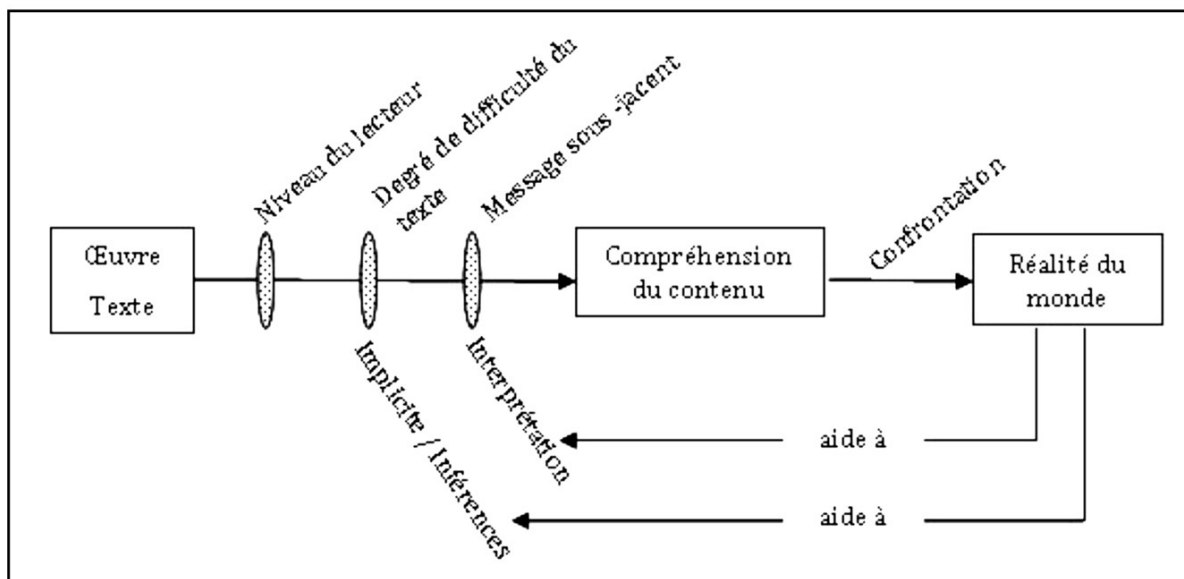 Niveau du lecteur
Degré de difficulté du
texte
Message sous -jacent
Confrontation
Œuvre
Texte
Compréhension
du contenu
Réalité du
monde
Implicite / Inférences
Interprétation
aide à
aide à